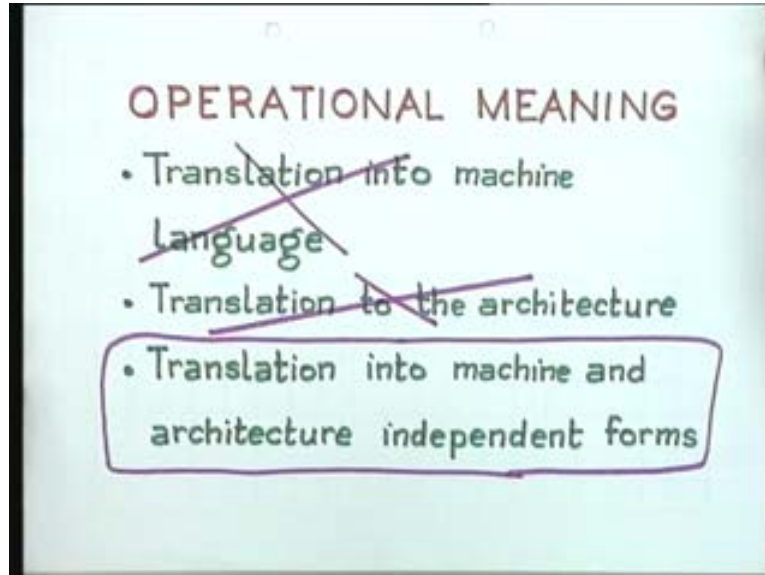 OPERATIONAL MEANING
• Translation into machine
language
• Translation to the architecture
• Translation into machine and
architecture independent forms